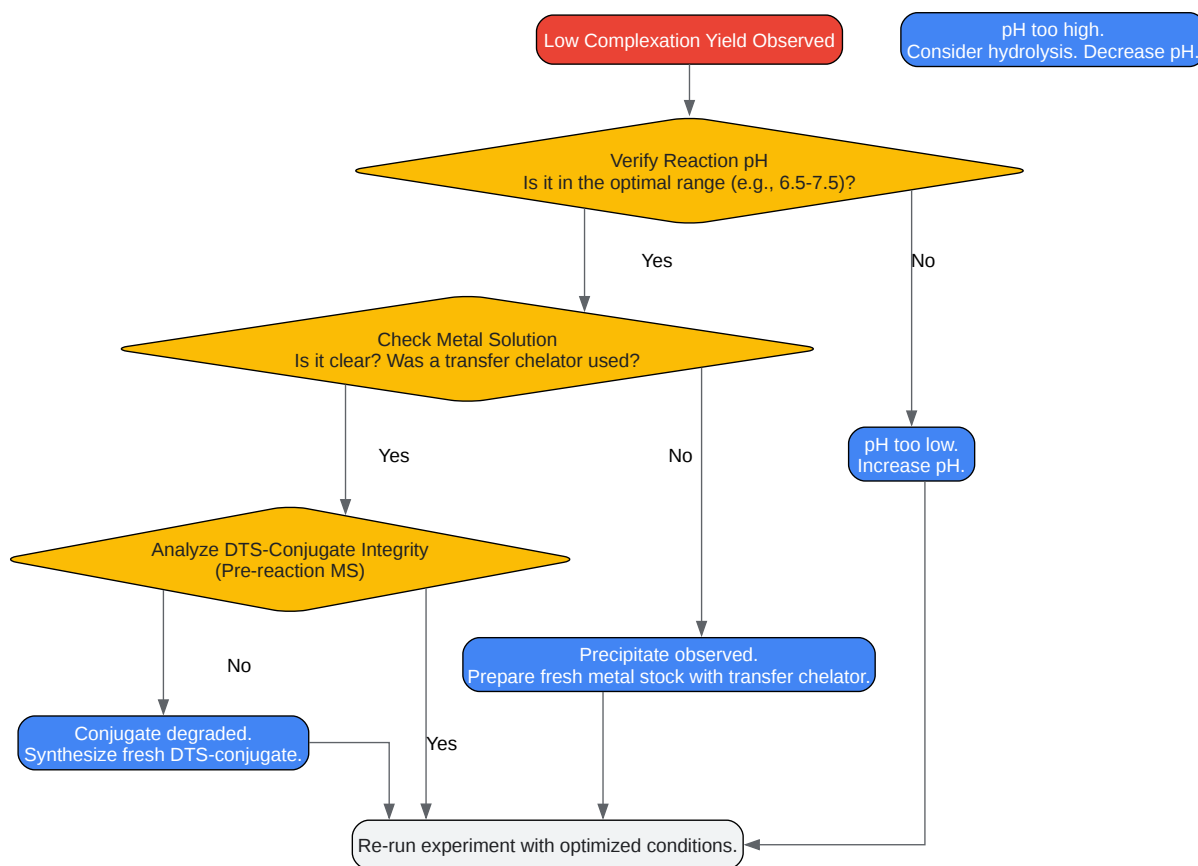 Low Complexation Yield Observed
pH too high.
Consider hydrolysis. Decrease pH.
Verify Reaction pH
Is it in the optimal range (e.g., 6.5-7.5)?
Yes
No
Check Metal Solution
Is it clear? Was a transfer chelator used?
Yes
No
pH too low.
Increase pH.
Analyze DTS-Conjugate Integrity
(Pre-reaction MS)
No
Yes
Precipitate observed.
Prepare fresh metal stock with transfer chelator.
Conjugate degraded.
Synthesize fresh DTS-conjugate.
Re-run experiment with optimized conditions.